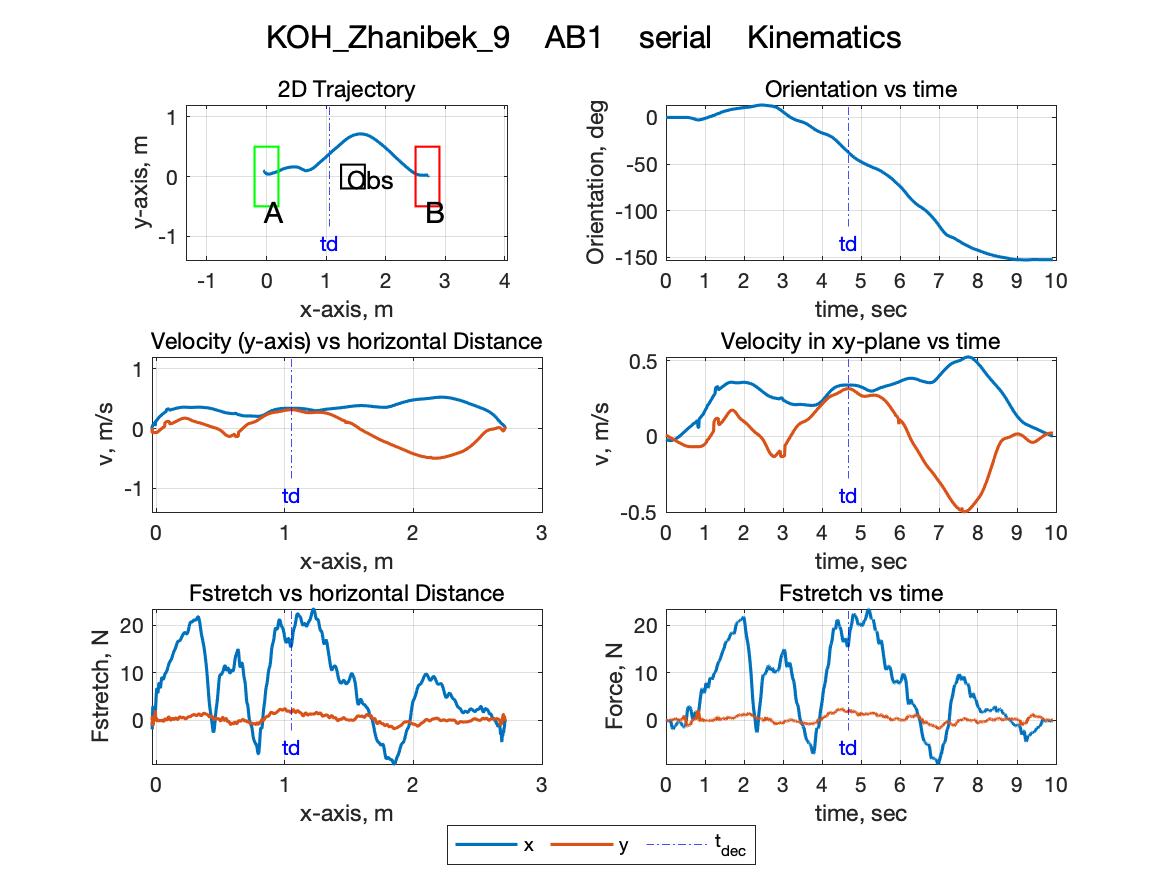 KOH_Zhanibek_9 AB1 serial Kinematics
2D Trajectory
y-axis, m
1
0
-1
A
Obs
B
td
-1 0 1 2 3 4
x-axis, m
Orientation vs time
Orientation, deg
0
-50
-100
-150
td
0 1 2 3 4 5 6 7 8 9 10
time, sec
Velocity (y-axis) vs horizontal Distance
v, m/s
1
0
-1
td
0 1 2 3
x-axis, m
Velocity in xy-plane vs time
v, m/s
0.5
0
-0.5
td
0 1 2 3 4 5 6 7 8 9 10
time, sec
Fstretch vs horizontal Distance
Fstretch, N
20
10
0
td
0 1 2 3
x-axis, m
Fstretch vs time
Force, N
20
10
0
td
0 1 2 3 4 5 6 7 8 9 10
time, sec
x y t_dec